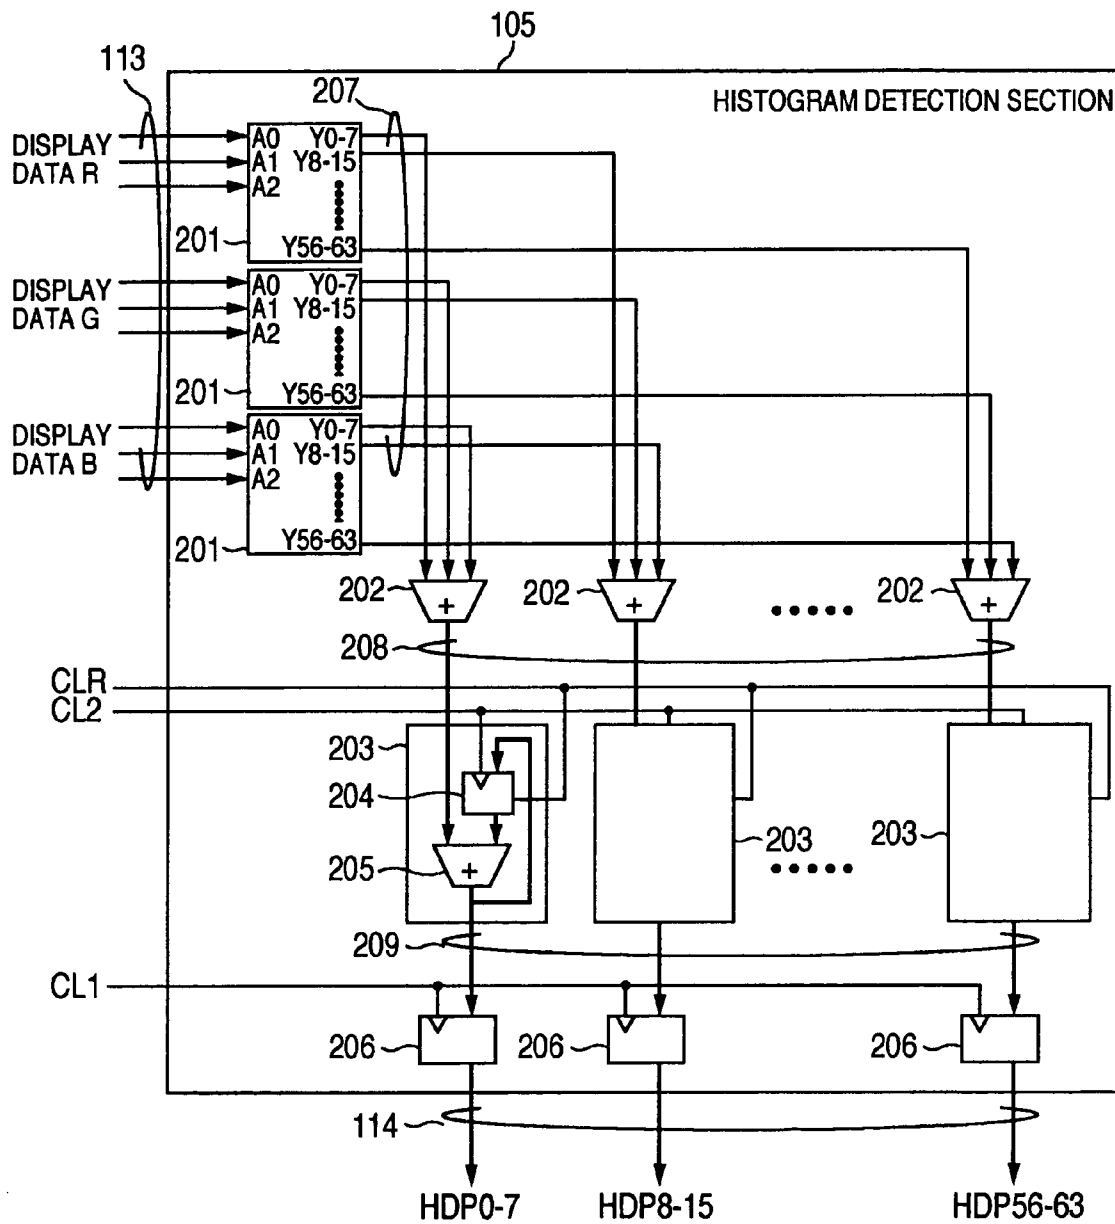 105
113
207
HISTOGRAM DETECTION SECTION
DISPLAY
DATA R
A0 Y0-7
A1 Y8-15
A2
201
Y56-63
DISPLAY
DATA G
A0 Y0-7
A1 Y8-15
A2
201
Y56-63
DISPLAY
DATA B
A0 Y0-7
A1 Y8-15
A2
201
Y56-63
202
+
202
+
202
+
208
CLR
CL2
203
204
205
+
203
203
209
CL1
206
206
206
114
HDP0-7
HDP8-15
HDP56-63